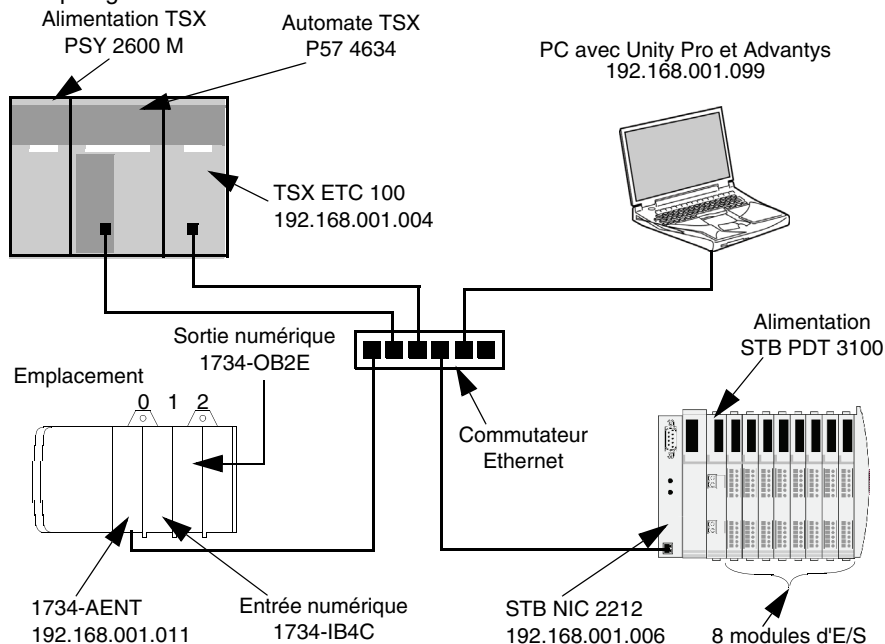 Alimentation TSX
PSY 2600 M
Automate TSX
P57 4634
PC avec Unity Pro et Advantys
192.168.001.099
TSX ETC 100
192.168.001.004
Sortie numérique
1734-OB2E
Alimentation
STB PDT 3100
Emplacement
0 1 2
Commutateur
Ethernet
1734-AENT
192.168.001.011
Entrée numérique
1734-IB4C
STB NIC 2212
192.168.001.006
8 modules d'E/S